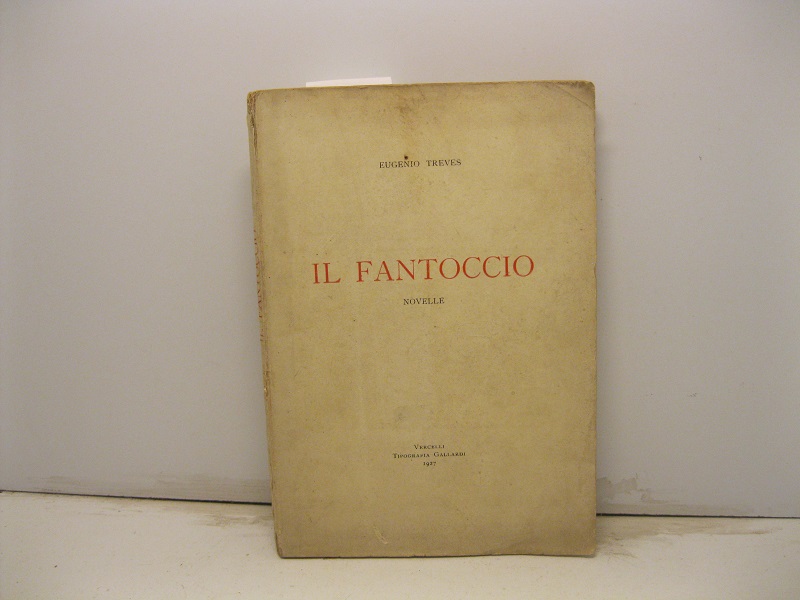 EUGENIO TREVES
IL FANTOCCIO
NOVELLE
VERCELLI
TIPOGRAFIA GALLARDI
1927